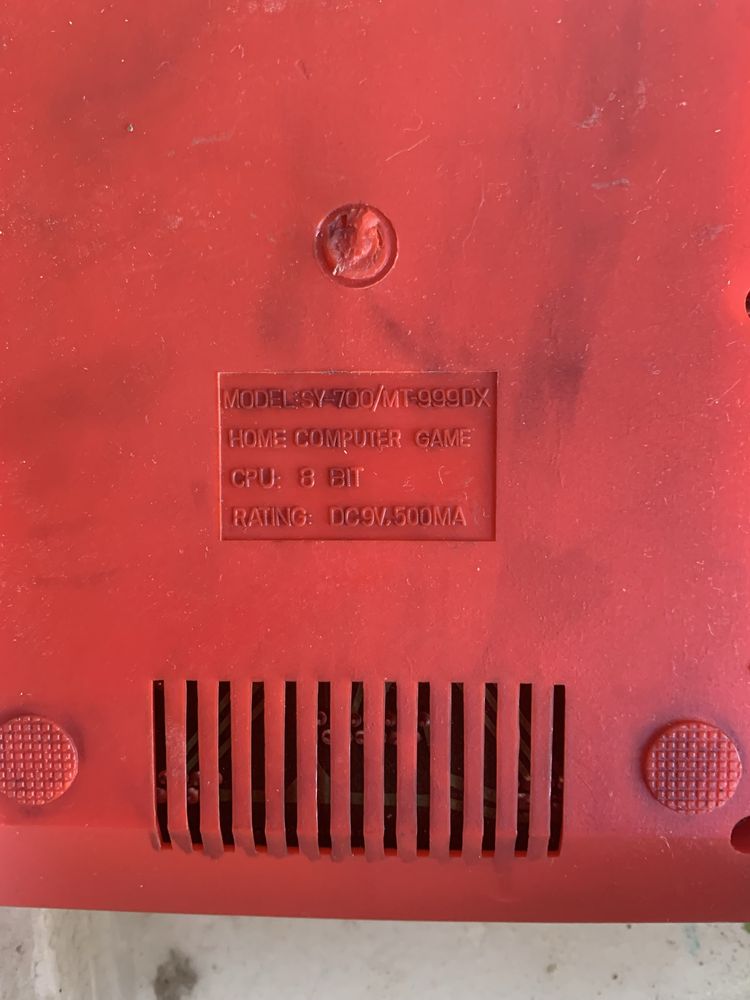 MODEL:SY-700/MT-999DX
HOME COMPUTER GAME
CPU: 8 BIT
RATING: DC9V.500MA